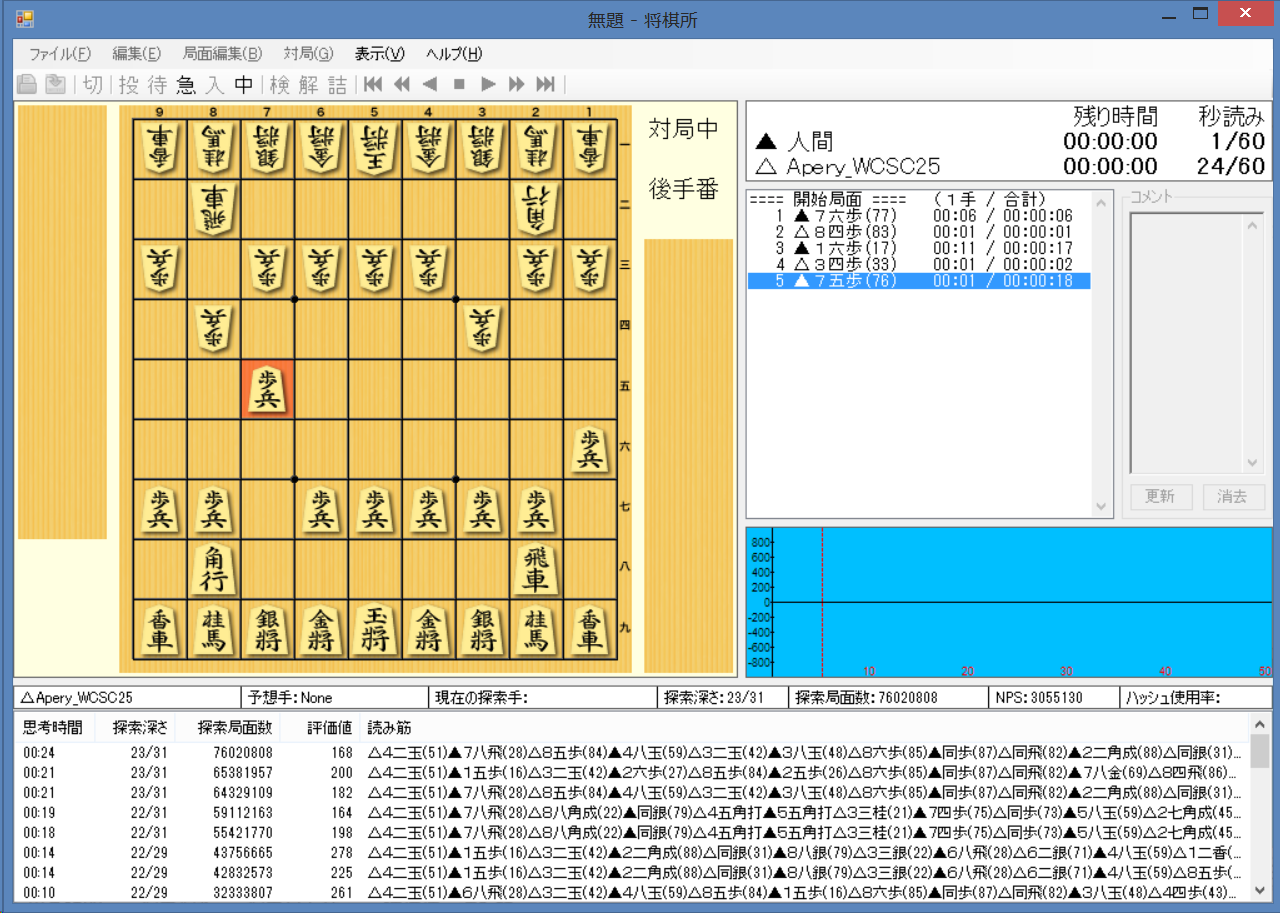 無題 - 将棋所
ファイル(F) 編集(E) 局面編集(B) 対局(G) 表示(V) ヘルプ(H)
切 投 待 急 入 中 検 解 詰
9 8 7 6 5 4 3 2 1
香車 桂馬 銀将 金将 王将 金将 銀将 桂馬 香車 一
飛車 角行 二
歩兵 歩兵 歩兵 歩兵 歩兵 歩兵 歩兵 三
歩兵 歩兵 四
歩兵 五
歩兵 六
歩兵 歩兵 歩兵 歩兵 歩兵 歩兵 歩兵 七
角行 飛車 八
香車 桂馬 銀将 金将 玉将 金将 銀将 桂馬 香車 九
対局中
後手番
残り時間 秒読み
▲ 人間 00:00:00 1/60
△ Apery_WCSC25 00:00:00 24/60
==== 開始局面 ==== (1手 / 合計)
1 ▲7六歩(77) 00:06 / 00:00:06
2 △8四歩(83) 00:01 / 00:00:01
3 ▲1六歩(17) 00:11 / 00:00:17
4 △3四歩(33) 00:01 / 00:00:02
5 ▲7五歩(76) 00:01 / 00:00:18
コメント
更新 消去
800
600
400
200
0
-200
-400
-600
-800
10 20 30 40 50
△Apery_WCSC25 予想手: None 現在の探索手: 探索深さ: 23/31 探索局面数: 76020808 NPS: 3055130 ハッシュ使用率:
思考時間 探索深さ 探索局面数 評価値 読み筋
00:24 23/31 76020808 168 △4二玉(51)▲7八飛(28)△8五歩(84)▲4八玉(59)△3二玉(42)▲3八玉(48)△8六歩(85)▲同歩(87)△同飛(82)▲2二角成(88)△同銀(31)...
00:21 23/31 65381957 200 △4二玉(51)▲1五歩(16)△3二玉(42)▲2六歩(27)△8五歩(84)▲2五歩(26)△8六歩(85)▲同歩(87)△同飛(82)▲7八金(69)△8四飛(86)...
00:21 23/31 64329109 182 △4二玉(51)▲7八飛(28)△8五歩(84)▲4八玉(59)△3二玉(42)▲3八玉(48)△8六歩(85)▲同歩(87)△同飛(82)▲2二角成(88)△同銀(31)...
00:19 22/31 59112163 164 △4二玉(51)▲7八飛(28)△8八角成(22)▲同銀(79)△4五角打▲5五角打△3三桂(21)▲7四歩(75)△同歩(73)▲5八玉(59)△2七角成(45...
00:18 22/31 55421770 198 △4二玉(51)▲7八飛(28)△8八角成(22)▲同銀(79)△4五角打▲5五角打△3三桂(21)▲7四歩(75)△同歩(73)▲5八玉(59)△2七角成(45...
00:14 22/29 43756665 278 △4二玉(51)▲1五歩(16)△3二玉(42)▲2二角成(88)△同銀(31)▲8八銀(79)△3三銀(22)▲6八飛(28)△6二銀(71)▲4八玉(59)△1二香(...
00:14 22/29 42832573 225 △4二玉(51)▲1五歩(16)△3二玉(42)▲2二角成(88)△同銀(31)▲8八銀(79)△3三銀(22)▲6八飛(28)△6二銀(71)▲4八玉(59)△8五歩(...
00:10 22/29 32333807 261 △4二玉(51)▲6八飛(28)△3二玉(42)▲4八玉(59)△8五歩(84)▲1五歩(16)△8六歩(85)▲同歩(87)△同飛(82)▲3八玉(48)△4四歩(43)...